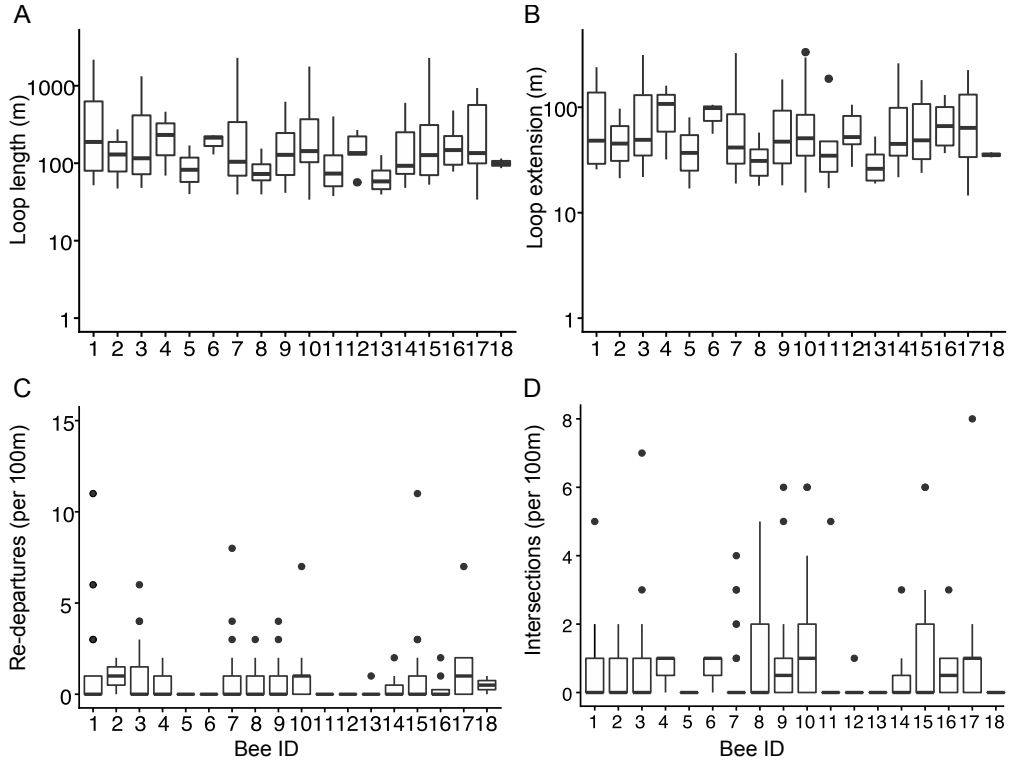 A
Loop length (m)
1000
100
10
1
1 2 3 4 5 6 7 8 9 10 11 12 13 14 15 16 17 18
B
Loop extension (m)
100
10
1
1 2 3 4 5 6 7 8 9 10 11 12 13 14 15 16 17 18
C
Re-departures (per 100m)
15
10
5
0
1 2 3 4 5 6 7 8 9 10 11 12 13 14 15 16 17 18
Bee ID
D
Intersections (per 100m)
8
6
4
2
0
1 2 3 4 5 6 7 8 9 10 11 12 13 14 15 16 17 18
Bee ID